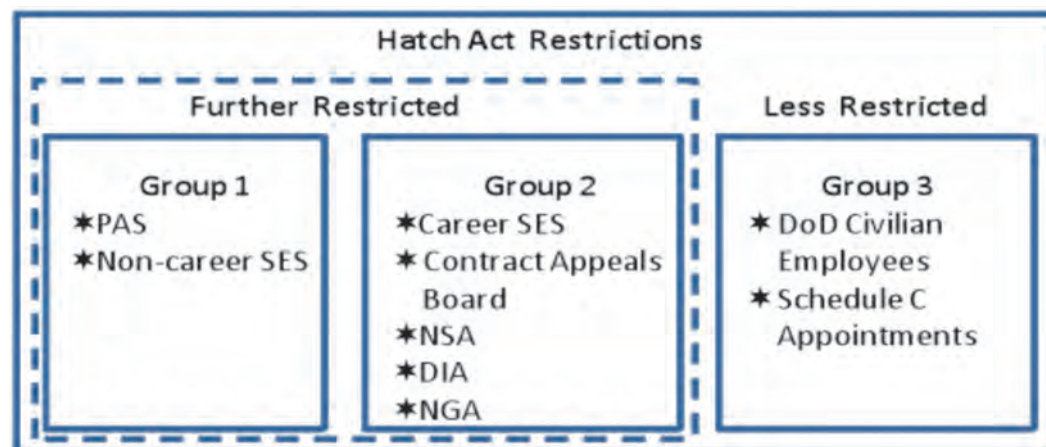 Hatch Act Restrictions
Further Restricted
Less Restricted
Group 1
✶PAS
✶Non-career SES
Group 2
✶Career SES
✶ Contract Appeals
Board
✶NSA
✶DIA
✶NGA
Group 3
✶ DoD Civilian
Employees
✶ Schedule C
Appointments